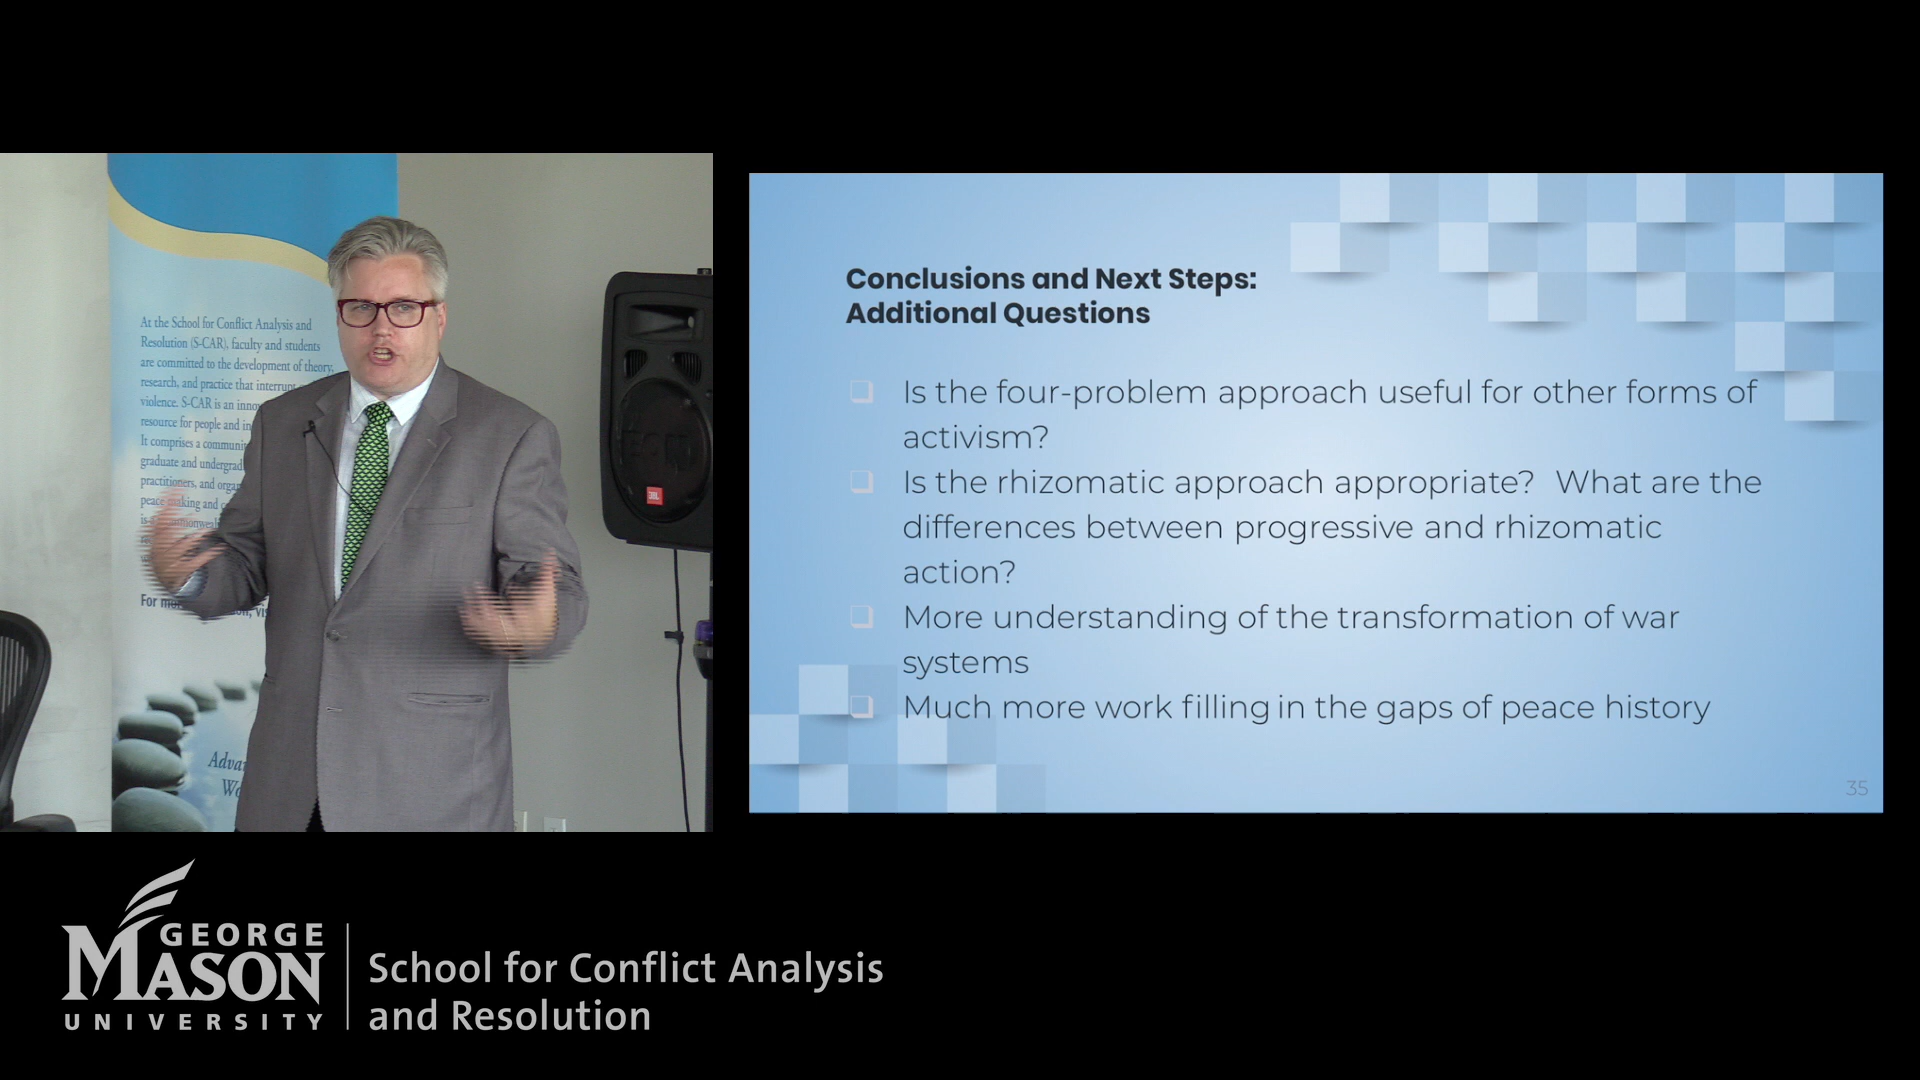 At the School for Conflict Analysis and
Resolution (S-CAR), faculty and students
are committed to the development of theory,
research, and practice that interrupt
violence. S-CAR is an
resource for people and
It comprises a
graduate and
practitioners, and
peace making and
For
Conclusions and Next Steps:
Additional Questions
❑ Is the four-problem approach useful for other forms of
activism?
❑ Is the rhizomatic approach appropriate? What are the
differences between progressive and rhizomatic
action?
❑ More understanding of the transformation of war
systems
❑ Much more work filling in the gaps of peace history
35
JBL
GEORGE
MASON
UNIVERSITY
School for Conflict Analysis
and Resolution